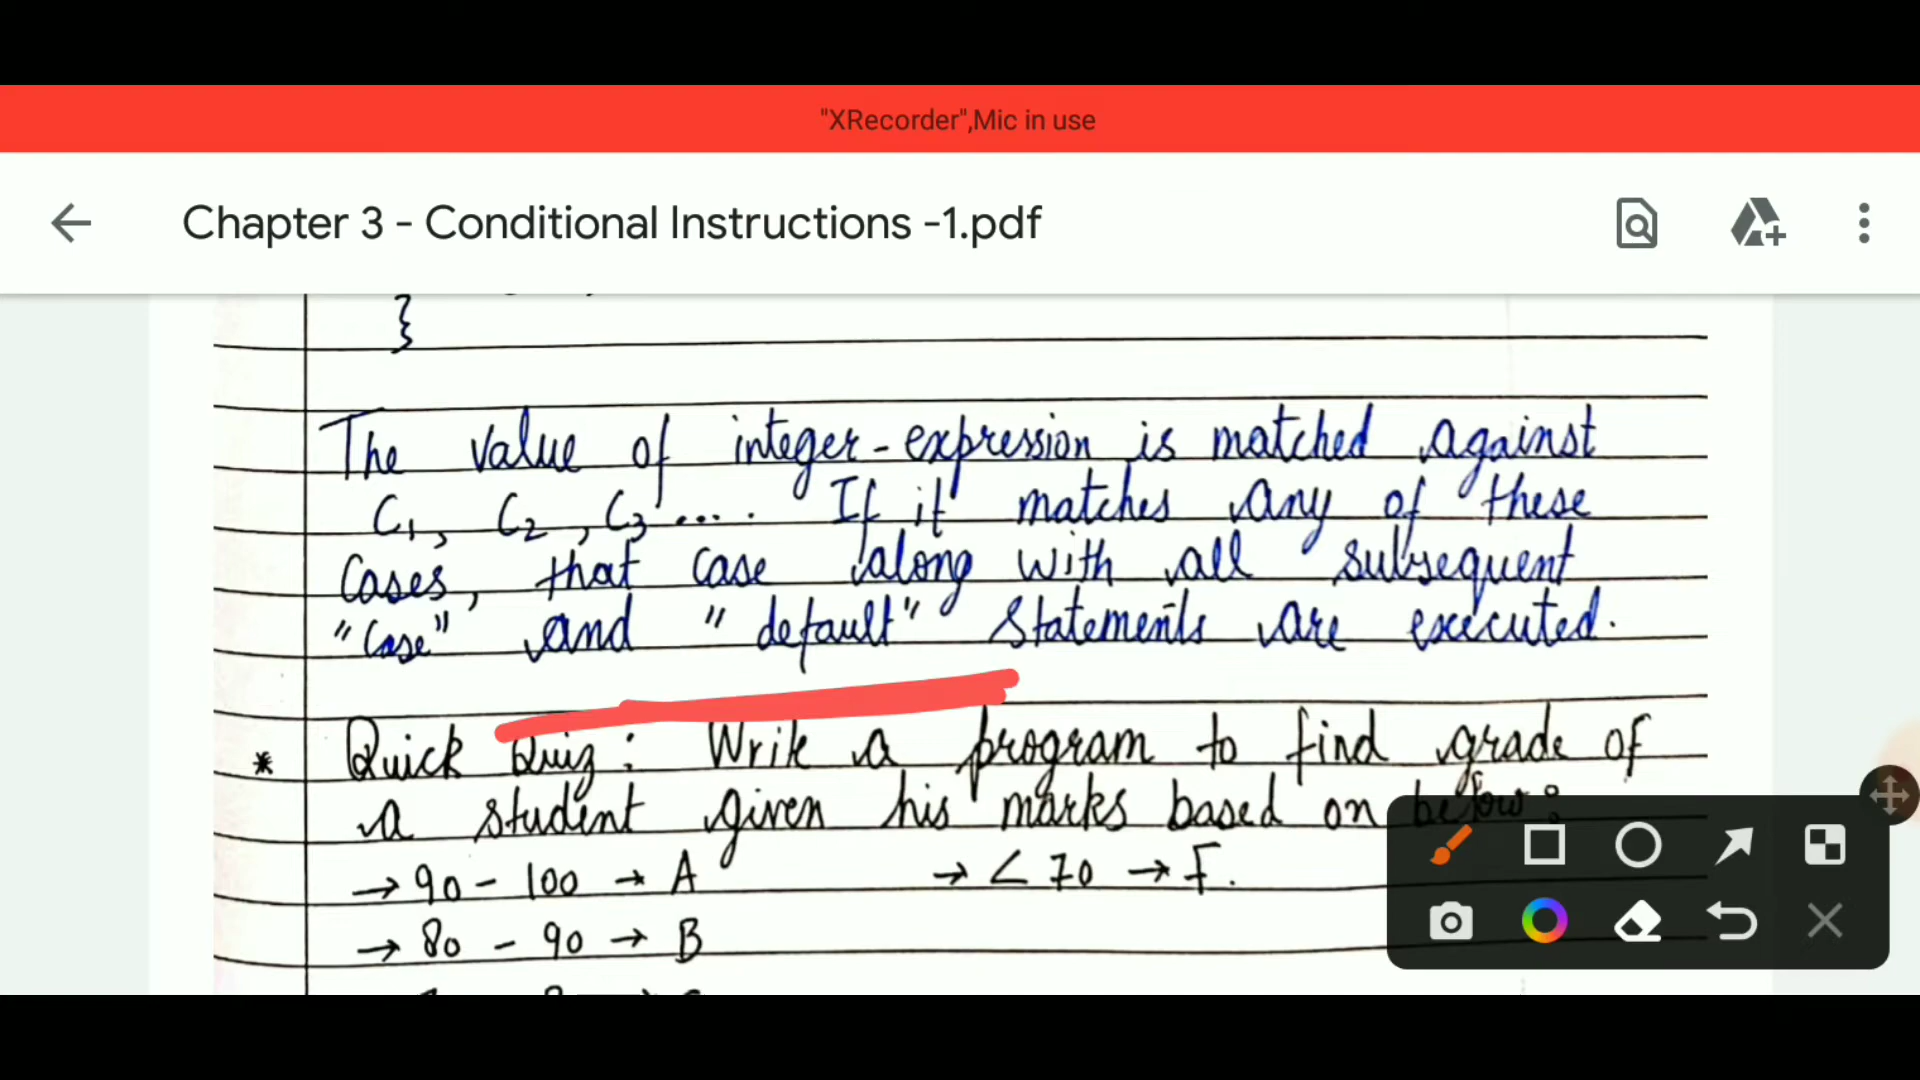 "XRecorder",Mic in use
Chapter 3 - Conditional Instructions -1.pdf
}
The value of integer-expression is matched against
C1, C2, C3 .... If it matches any of these
Cases, that case along with all subsequent
"Case" and "default" statements are executed.
* Quick Quiz: Write a program to find grade of
a student given his marks based on below:
→ 90 - 100 → A → < 70 → F.
→ 80 - 90 → B